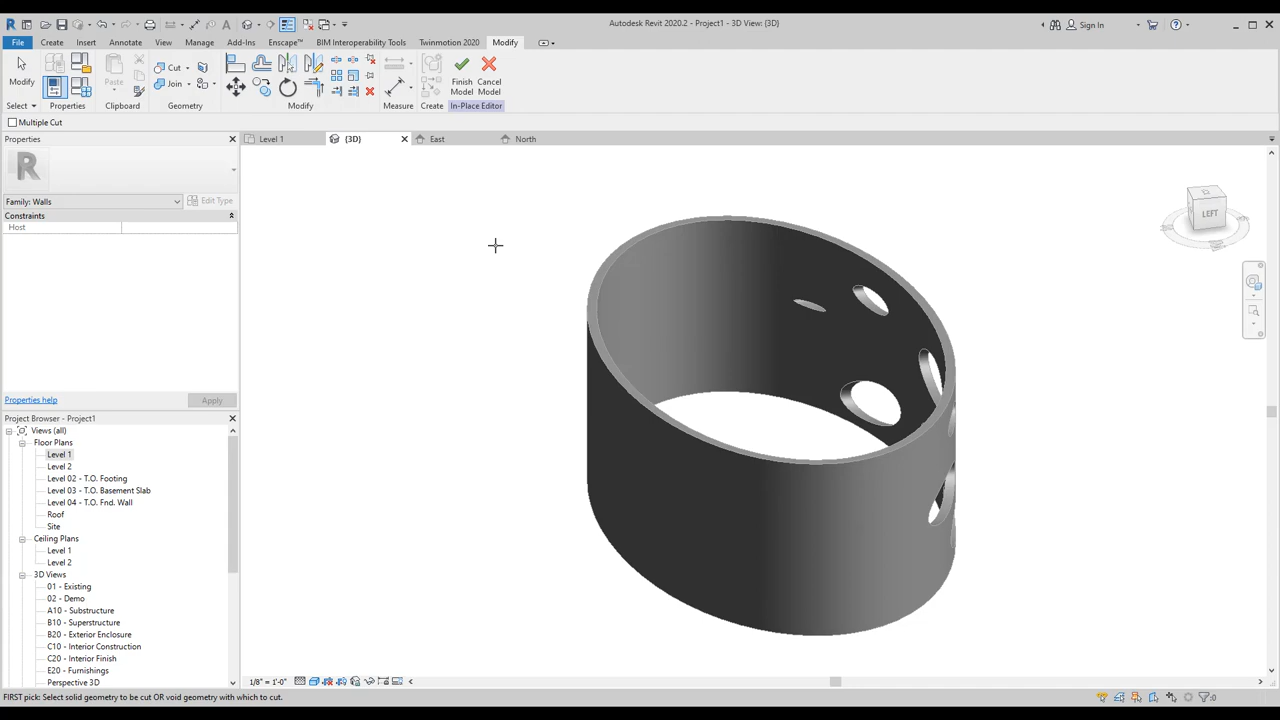 Autodesk Revit 2020.2 - Project1 - 3D View: {3D}
Sign In
File Create Insert Annotate View Manage Add-Ins Enscape™ BIM Interoperability Tools Twinmotion 2020 Modify
Modify Paste Cut Join Finish Model Cancel Model
Select Properties Clipboard Geometry Modify Measure Create In-Place Editor
Multiple Cut
Properties
Level 1 {3D} East North
Family: Walls Edit Type
Constraints
Host
LEFT
Properties help Apply
Project Browser - Project1
Views (all)
Floor Plans
Level 1
Level 2
Level 02 - T.O. Footing
Level 03 - T.O. Basement Slab
Level 04 - T.O. Fnd. Wall
Roof
Site
Ceiling Plans
Level 1
Level 2
3D Views
01 - Existing
02 - Demo
A10 - Substructure
B10 - Superstructure
B20 - Exterior Enclosure
C10 - Interior Construction
C20 - Interior Finish
E20 - Furnishings
Perspective 3D
1/8" = 1'-0"
FIRST pick: Select solid geometry to be cut OR void geometry with which to cut.
:0